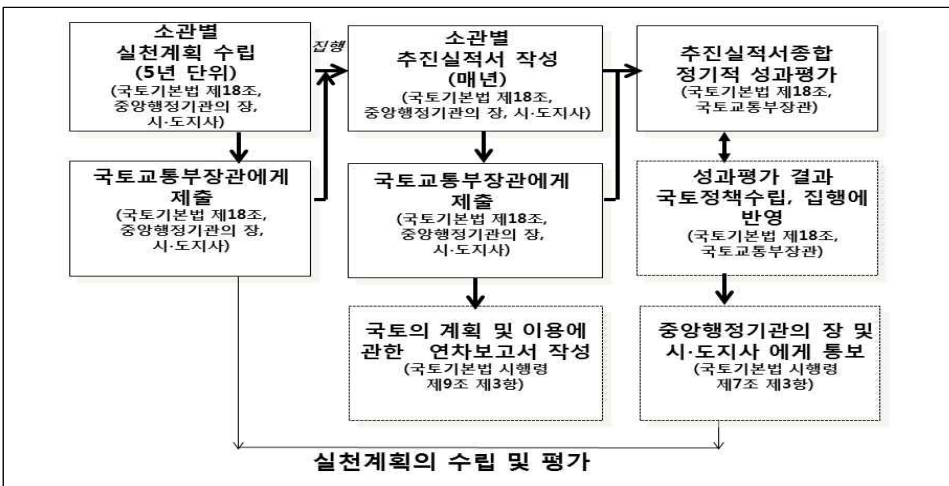 소관별
실천계획 수립
(5년 단위)
(국토기본법 제18조,
중앙행정기관의 장,
시·도지사)
집행
소관별
추진실적서 작성
(매년)
(국토기본법 제18조,
중앙행정기관의 장, 시·도지사)
추진실적서종합
정기적 성과평가
(국토기본법 제18조,
국토교통부장관)
국토교통부장관에게
제출
(국토기본법 제18조,
중앙행정기관의 장,
시·도지사)
국토교통부장관에게
제출
(국토기본법 제18조,
중앙행정기관의 장,
시·도지사)
성과평가 결과
국토정책수립, 집행에
반영
(국토기본법 제18조,
국토교통부장관)
국토의 계획 및 이용에
관한 연차보고서 작성
(국토기본법 시행령
제9조 제3항)
중앙행정기관의 장 및
시·도지사 에게 통보
(국토기본법 시행령
제7조 제3항)
실천계획의 수립 및 평가